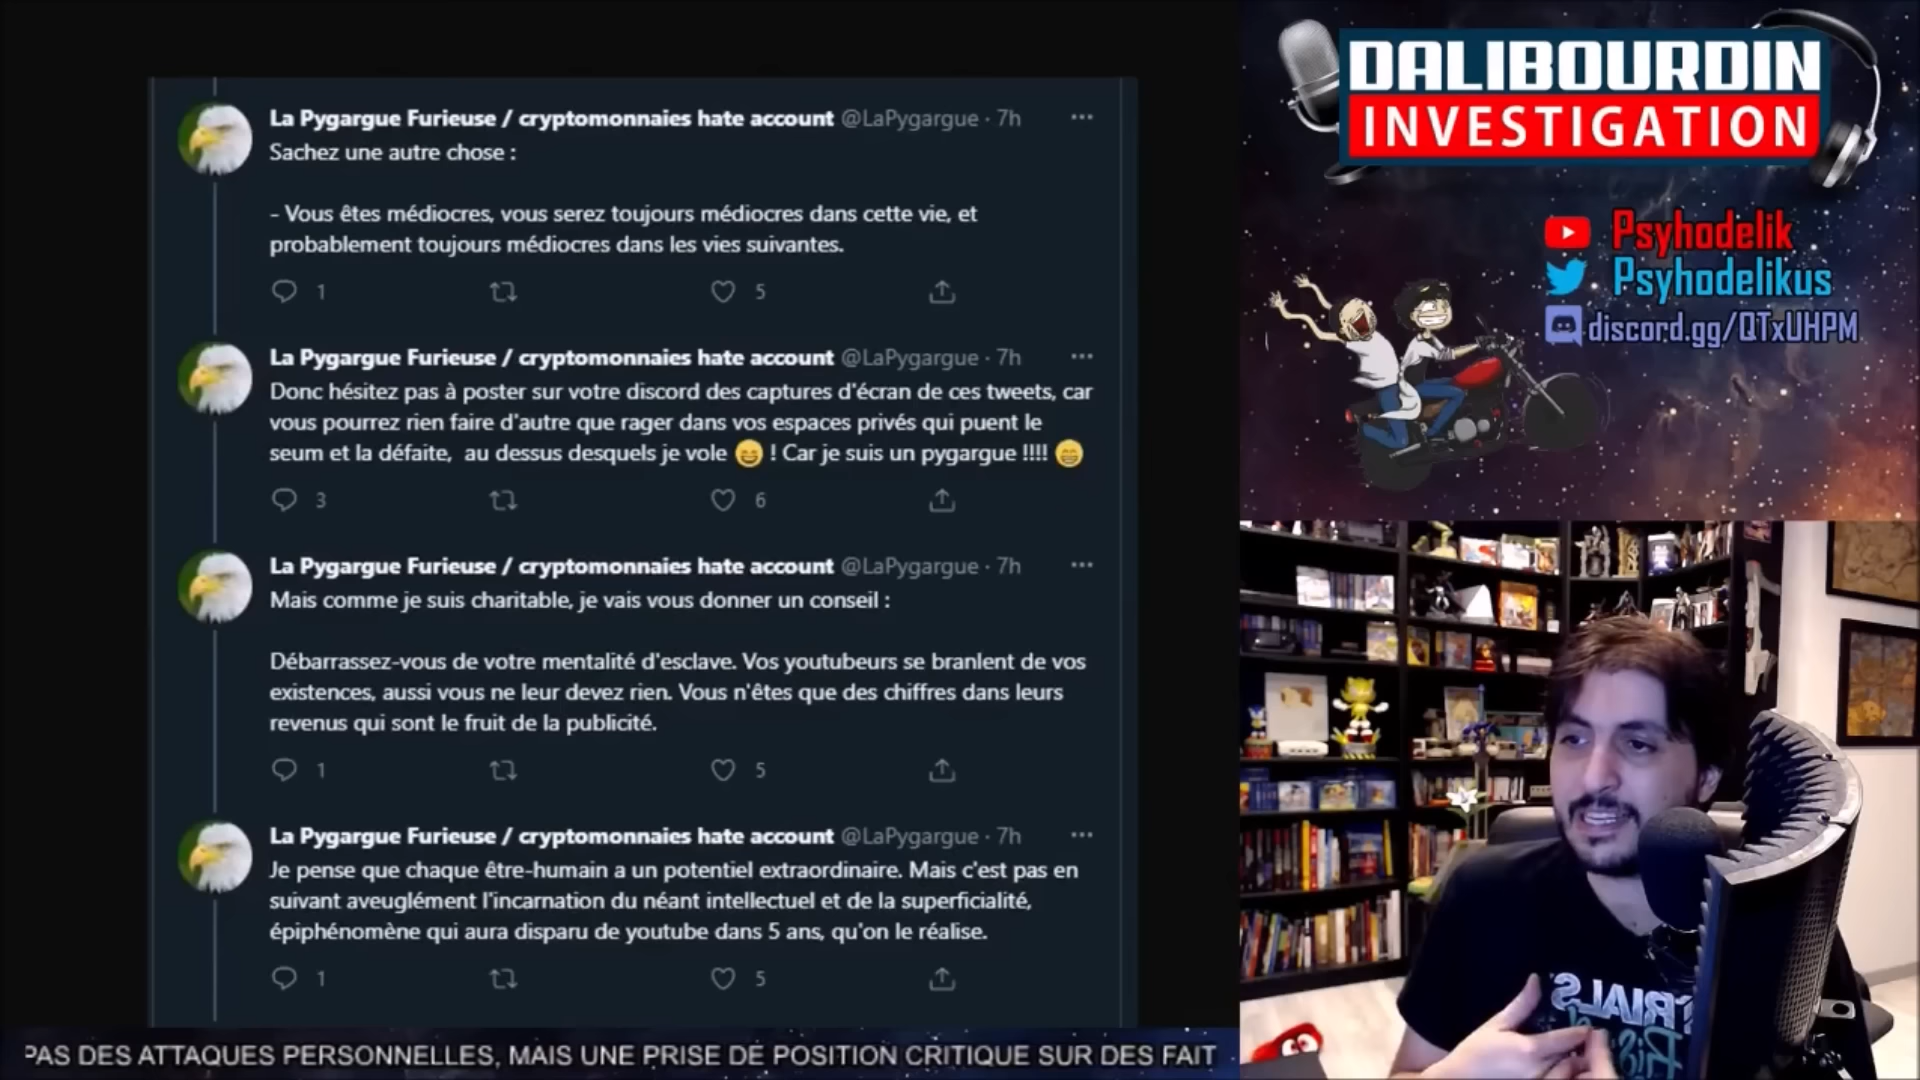 La Pygargue Furieuse / cryptomonnaies hate account @LaPygargue · 7h
Sachez une autre chose :
- Vous êtes médiocres, vous serez toujours médiocres dans cette vie, et
probablement toujours médiocres dans les vies suivantes.
1 5
La Pygargue Furieuse / cryptomonnaies hate account @LaPygargue · 7h
Donc hésitez pas à poster sur votre discord des captures d'écran de ces tweets, car
vous pourrez rien faire d'autre que rager dans vos espaces privés qui puent le
seum et la défaite, au dessus desquels je vole 😄 ! Car je suis un pygargue !!!! 😄
3 6
La Pygargue Furieuse / cryptomonnaies hate account @LaPygargue · 7h
Mais comme je suis charitable, je vais vous donner un conseil :
Débarrassez-vous de votre mentalité d'esclave. Vos youtubeurs se branlent de vos
existences, aussi vous ne leur devez rien. Vous n'êtes que des chiffres dans leurs
revenus qui sont le fruit de la publicité.
1 5
La Pygargue Furieuse / cryptomonnaies hate account @LaPygargue · 7h
Je pense que chaque être-humain a un potentiel extraordinaire. Mais c'est pas en
suivant aveuglément l'incarnation du néant intellectuel et de la superficialité,
épiphénomène qui aura disparu de youtube dans 5 ans, qu'on le réalise.
1 5
PAS DES ATTAQUES PERSONNELLES, MAIS UNE PRISE DE POSITION CRITIQUE SUR DES FAIT
DALIBOURDIN
INVESTIGATION
Psyhodelik
Psyhodelikus
discord.gg/QTxUHPM